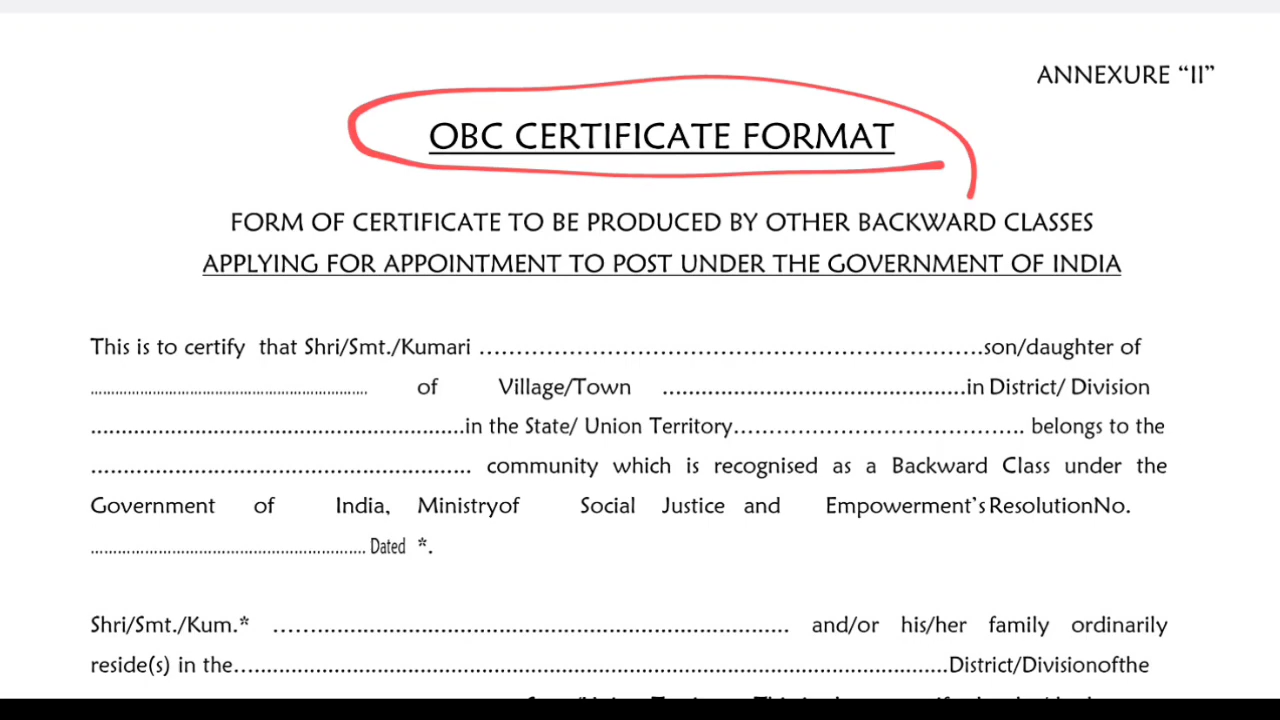 ANNEXURE “II”
OBC CERTIFICATE FORMAT
FORM OF CERTIFICATE TO BE PRODUCED BY OTHER BACKWARD CLASSES
APPLYING FOR APPOINTMENT TO POST UNDER THE GOVERNMENT OF INDIA
This is to certify that Shri/Smt./Kumari ……………………………………………………….son/daughter of
.................................................................. of Village/Town .......................................................in District/ Division
....................................................................in the State/ Union Territory………………………………. belongs to the
..................................................................... community which is recognised as a Backward Class under the
Government of India, Ministryof Social Justice and Empowerment’s ResolutionNo.
.............................................................. Dated *.
Shri/Smt./Kum.* ……...................................................................................... and/or his/her family ordinarily
reside(s) in the…..............................................................................................................District/Divisionofthe